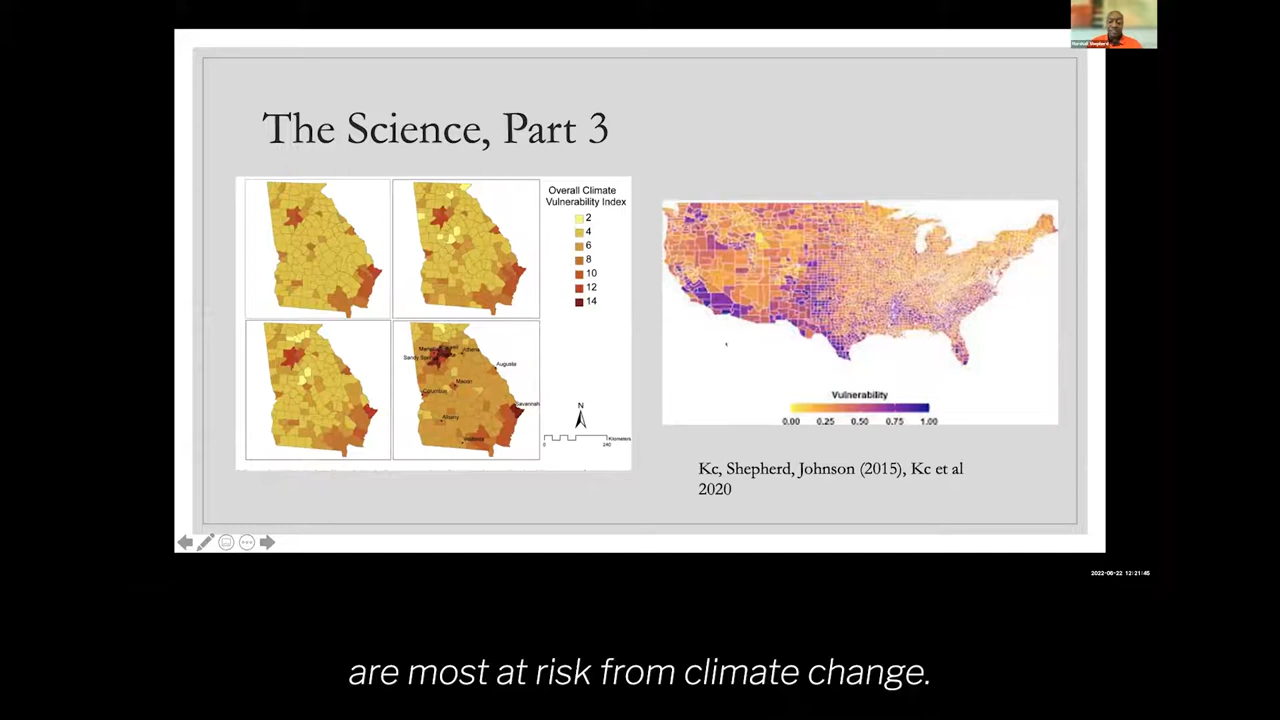 Marshall Shepherd
The Science, Part 3
Overall Climate
Vulnerability Index
2
4
6
8
10
12
14
Sandy Springs
Athens
Augusta
Macon
Columbus
Savannah
Albany
Valdosta
N
0
240
Kilometers
Vulnerability
0.00 0.25 0.50 0.75 1.00
Kc, Shepherd, Johnson (2015), Kc et al
2020
2022-06-22 12:21:45
are most at risk from climate change.